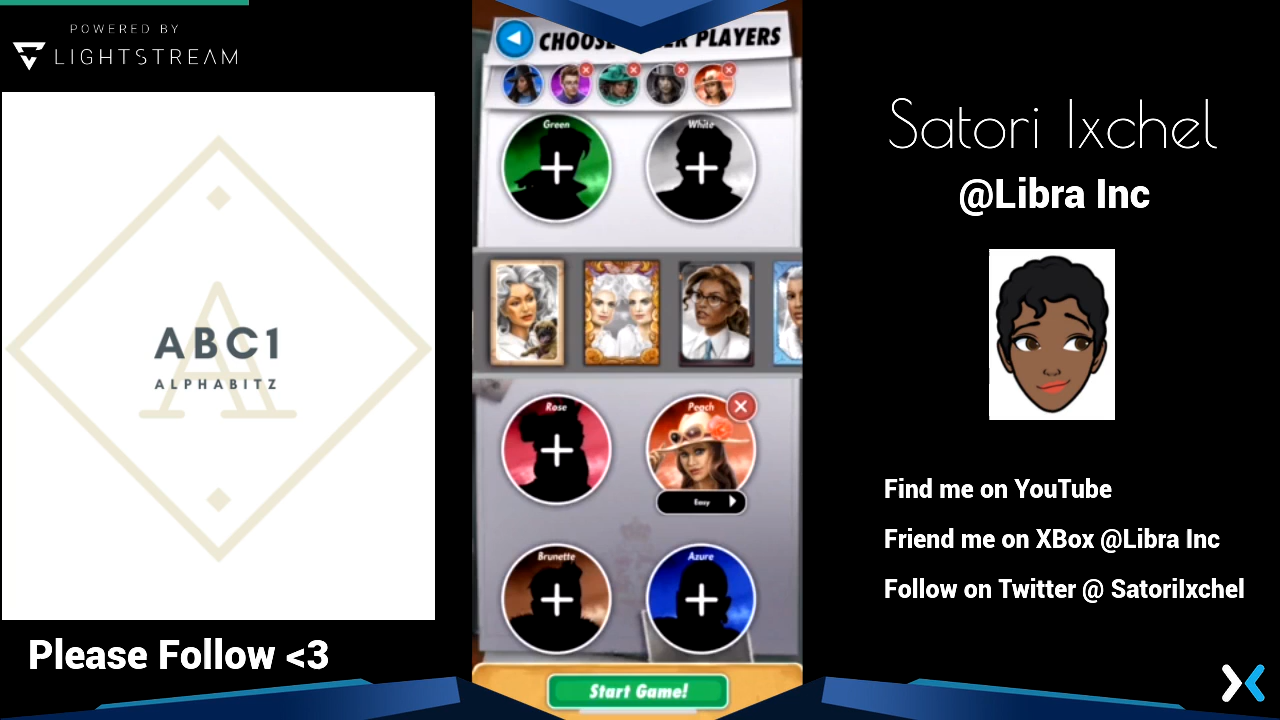 POWERED BY
LIGHTSTREAM
ABC1
ALPHABITZ
Please Follow <3
PLAYERS
Green
White
Rose
Peach
Easy
Brunette
Azure
Start Game!
Satori Ixchel
@Libra Inc
Find me on YouTube
Friend me on XBox @Libra Inc
Follow on Twitter @ SatoriIxchel